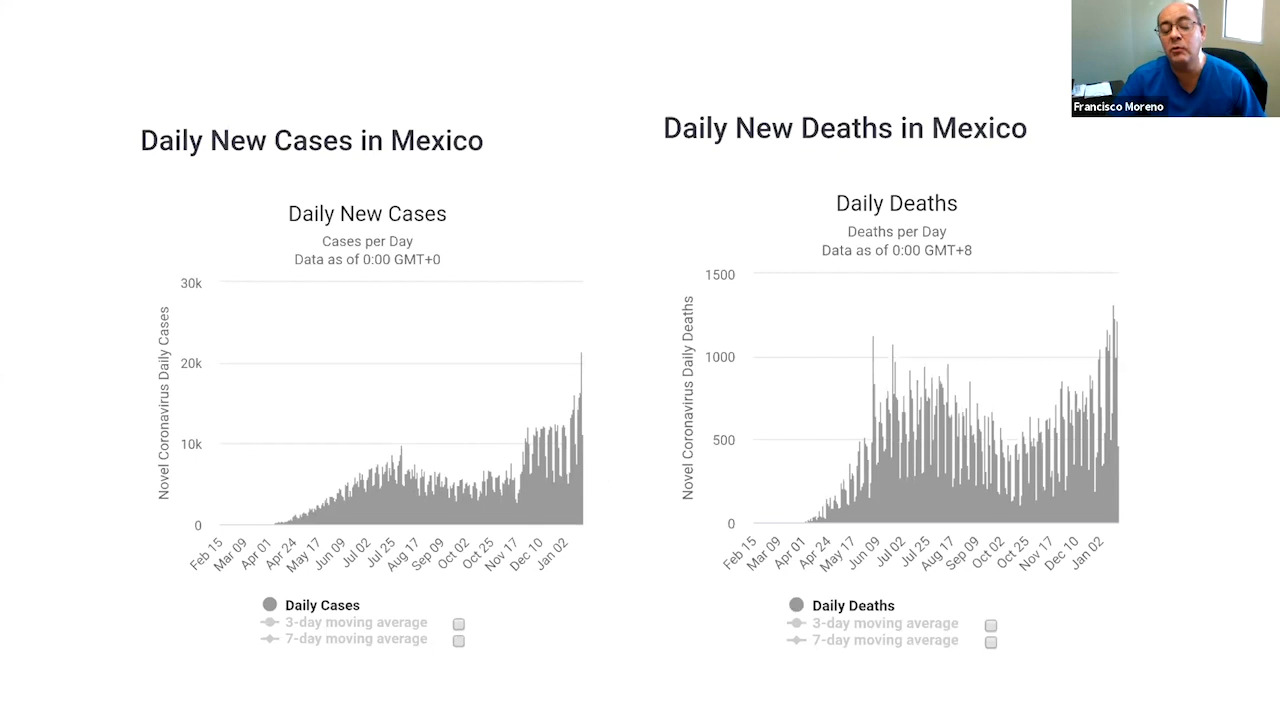 Francisco Moreno
Daily New Cases in Mexico
Daily New Cases
Cases per Day
Data as of 0:00 GMT+0
Novel Coronavirus Daily Cases
30k
20k
10k
0
Feb 15
Mar 09
Apr 01
Apr 24
May 17
Jun 09
Jul 02
Jul 25
Aug 17
Sep 09
Oct 02
Oct 25
Nov 17
Dec 10
Jan 02
Daily Cases
3-day moving average
7-day moving average
Daily New Deaths in Mexico
Daily Deaths
Deaths per Day
Data as of 0:00 GMT+8
Novel Coronavirus Daily Deaths
1500
1000
500
0
Feb 15
Mar 09
Apr 01
Apr 24
May 17
Jun 09
Jul 02
Jul 25
Aug 17
Sep 09
Oct 02
Oct 25
Nov 17
Dec 10
Jan 02
Daily Deaths
3-day moving average
7-day moving average